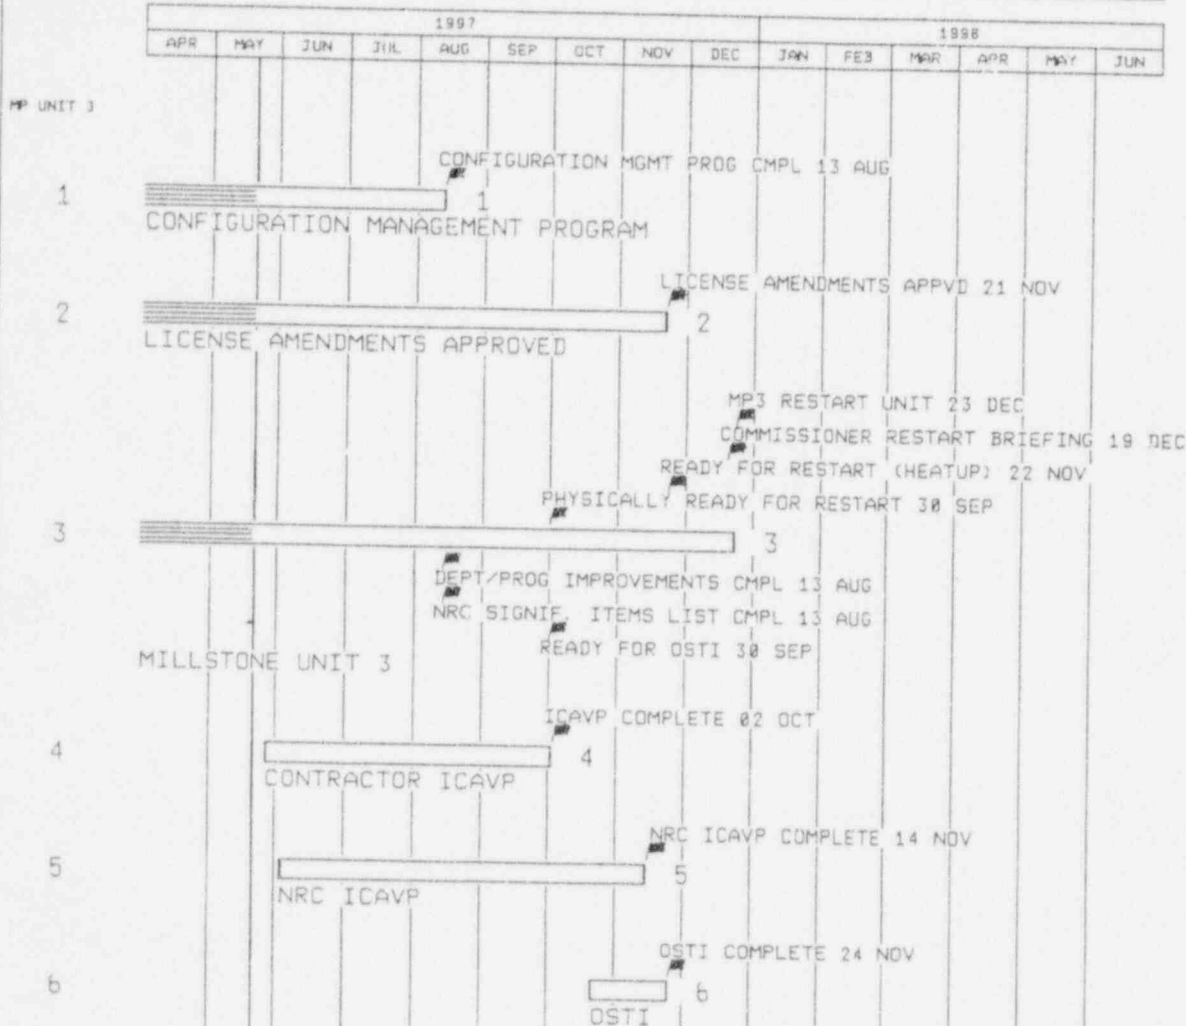 1997 1998
APR MAY JUN JUL AUG SEP OCT NOV DEC JAN FEB MAR APR MAY JUN
MP UNIT 3
CONFIGURATION MGMT PROG CMPL 13 AUG
1 1
CONFIGURATION MANAGEMENT PROGRAM
LICENSE AMENDMENTS APPVD 21 NOV
2 2
LICENSE AMENDMENTS APPROVED
MP3 RESTART UNIT 23 DEC
COMMISSIONER RESTART BRIEFING 19 DEC
READY FOR RESTART (HEATUP) 22 NOV
PHYSICALLY READY FOR RESTART 30 SEP
3 3
DEPT/PROG IMPROVEMENTS CMPL 13 AUG
NRC SIGNIF. ITEMS LIST CMPL 13 AUG
READY FOR OSTI 30 SEP
MILLSTONE UNIT 3
ICAVP COMPLETE 02 OCT
4 4
CONTRACTOR ICAVP
NRC ICAVP COMPLETE 14 NOV
5 5
NRC ICAVP
OSTI COMPLETE 24 NOV
6 6
OSTI